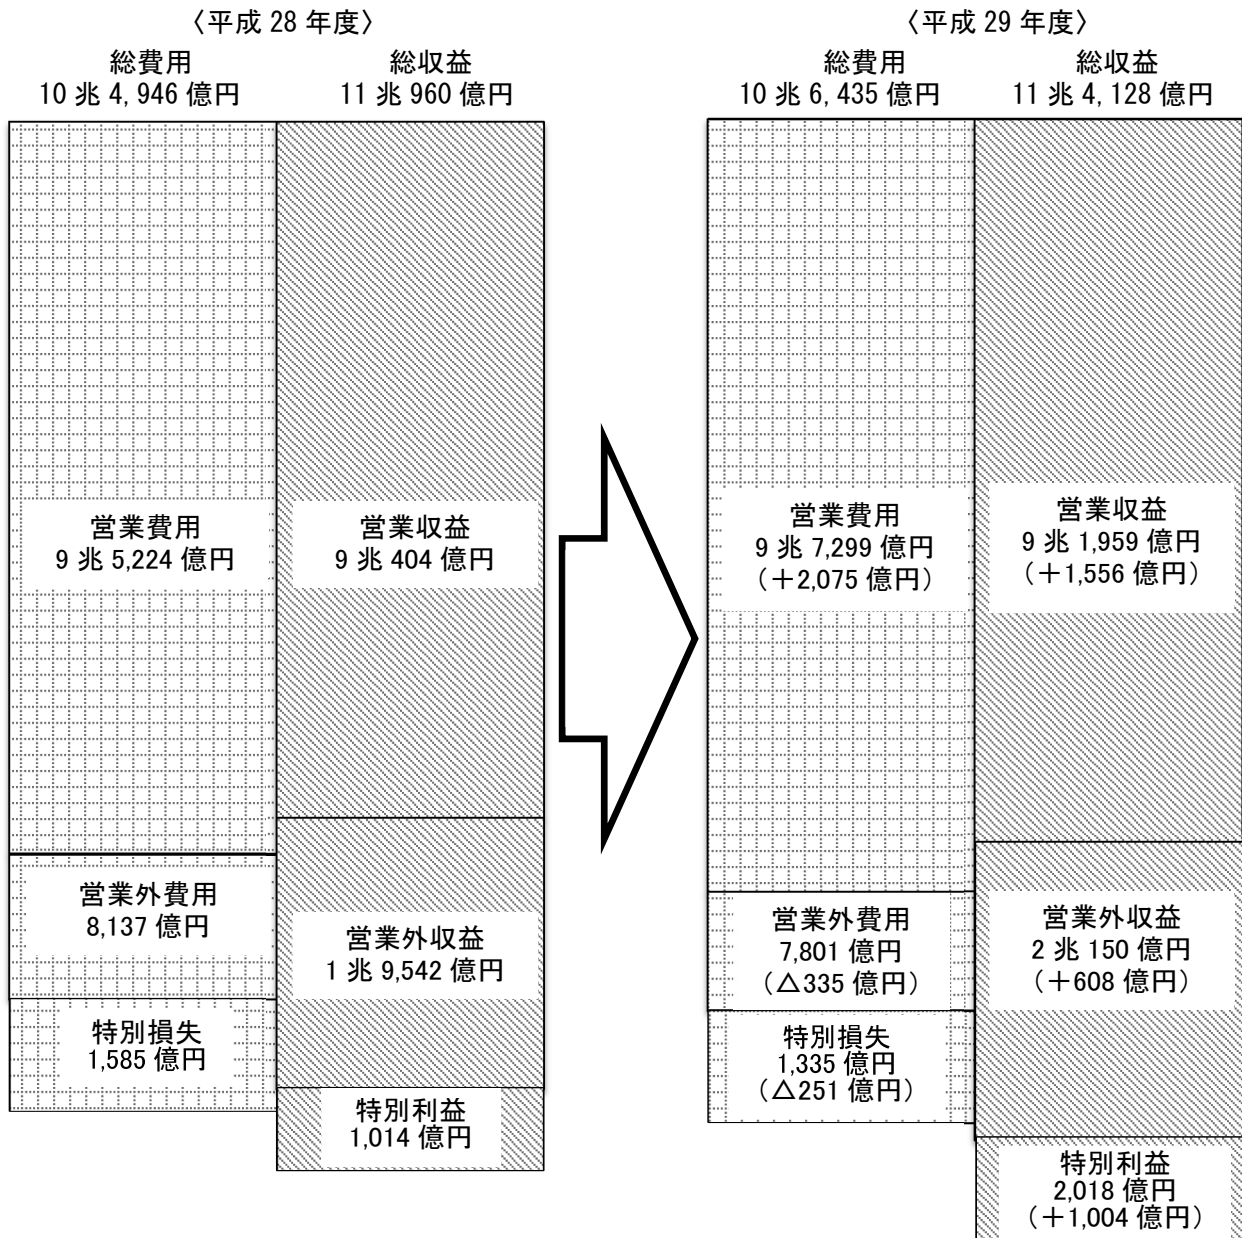 〈平成 28 年度〉
総費用
10 兆 4,946 億円
総収益
11 兆 960 億円
営業費用
9 兆 5,224 億円
営業収益
9 兆 404 億円
営業外費用
8,137 億円
営業外収益
1 兆 9,542 億円
特別損失
1,585 億円
特別利益
1,014 億円
〈平成 29 年度〉
総費用
10 兆 6,435 億円
総収益
11 兆 4,128 億円
営業費用
9 兆 7,299 億円
(+2,075 億円)
営業収益
9 兆 1,959 億円
(+1,556 億円)
営業外費用
7,801 億円
(△335 億円)
営業外収益
2 兆 150 億円
(+608 億円)
特別損失
1,335 億円
(△251 億円)
特別利益
2,018 億円
(+1,004 億円)